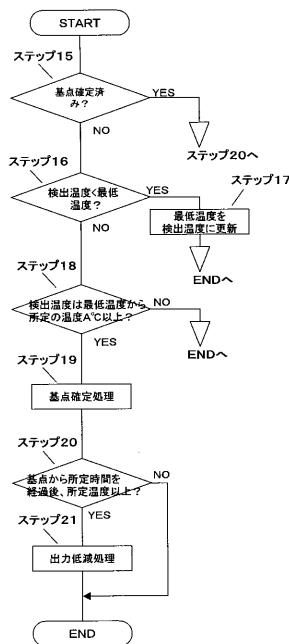 START
ステップ15
基点確定済
み?
YES
NO
ステップ20へ
ステップ16
検出温度<最低
温度?
YES
ステップ17
NO
最低温度を
検出温度に更新
ENDへ
ステップ18
検出温度は最低温度から
所定の温度A℃以上?
NO
YES
ENDへ
ステップ19
基点確定処理
ステップ20
基点から所定時間を
経過後、所定温度以上?
NO
YES
ステップ21
出力低減処理
END